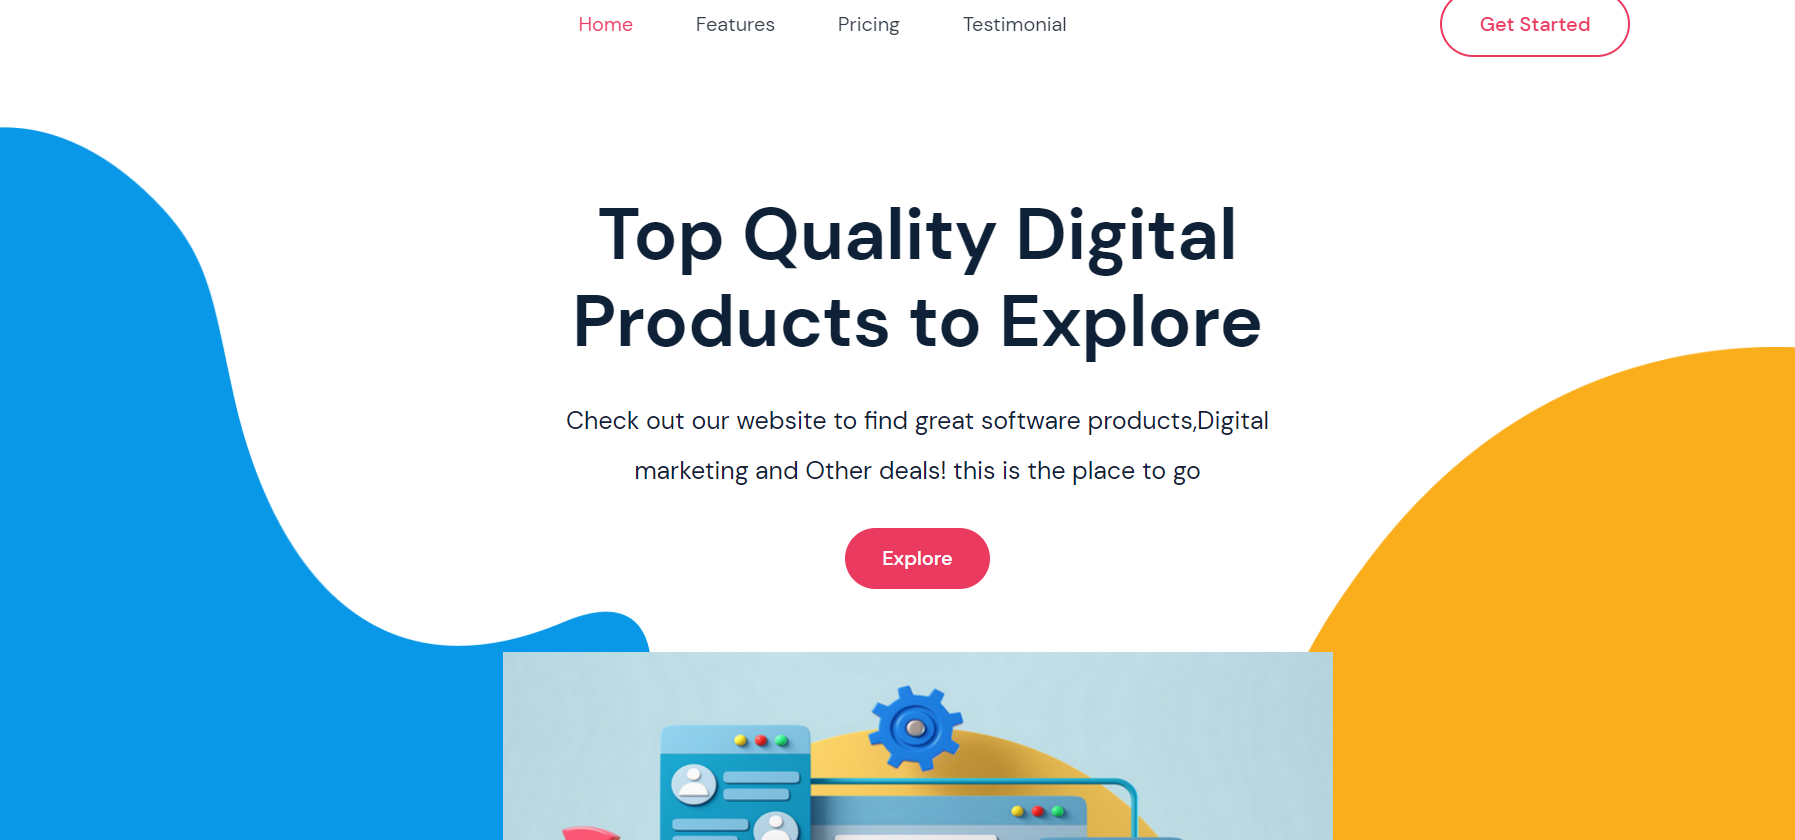 Home Features Pricing Testimonial Get Started
Top Quality Digital
Products to Explore
Check out our website to find great software products,Digital
marketing and Other deals! this is the place to go
Explore